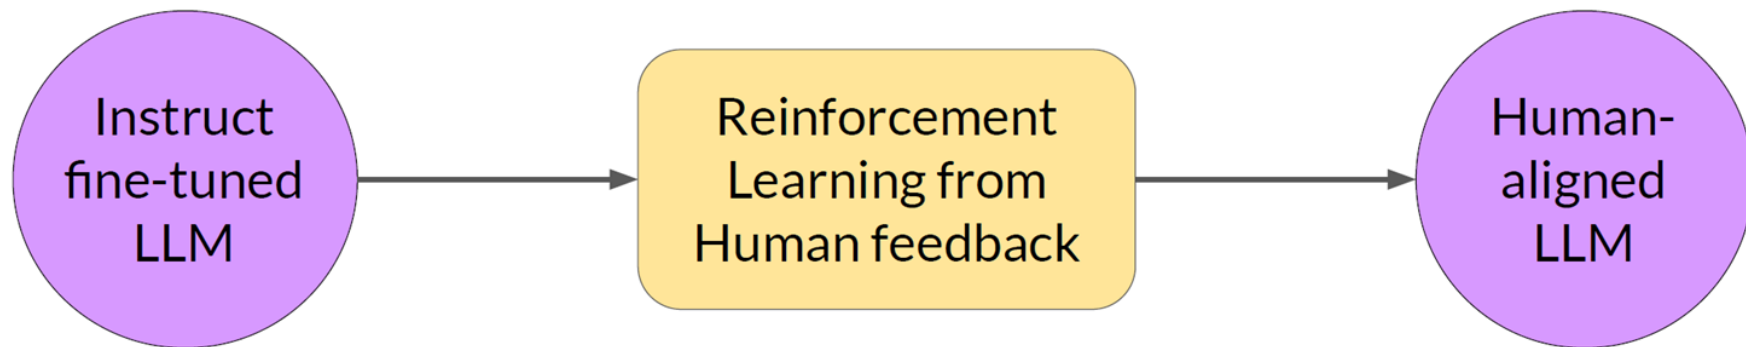 Instruct
fine-tuned
LLM
Reinforcement
Learning from
Human feedback
Human-
aligned
LLM